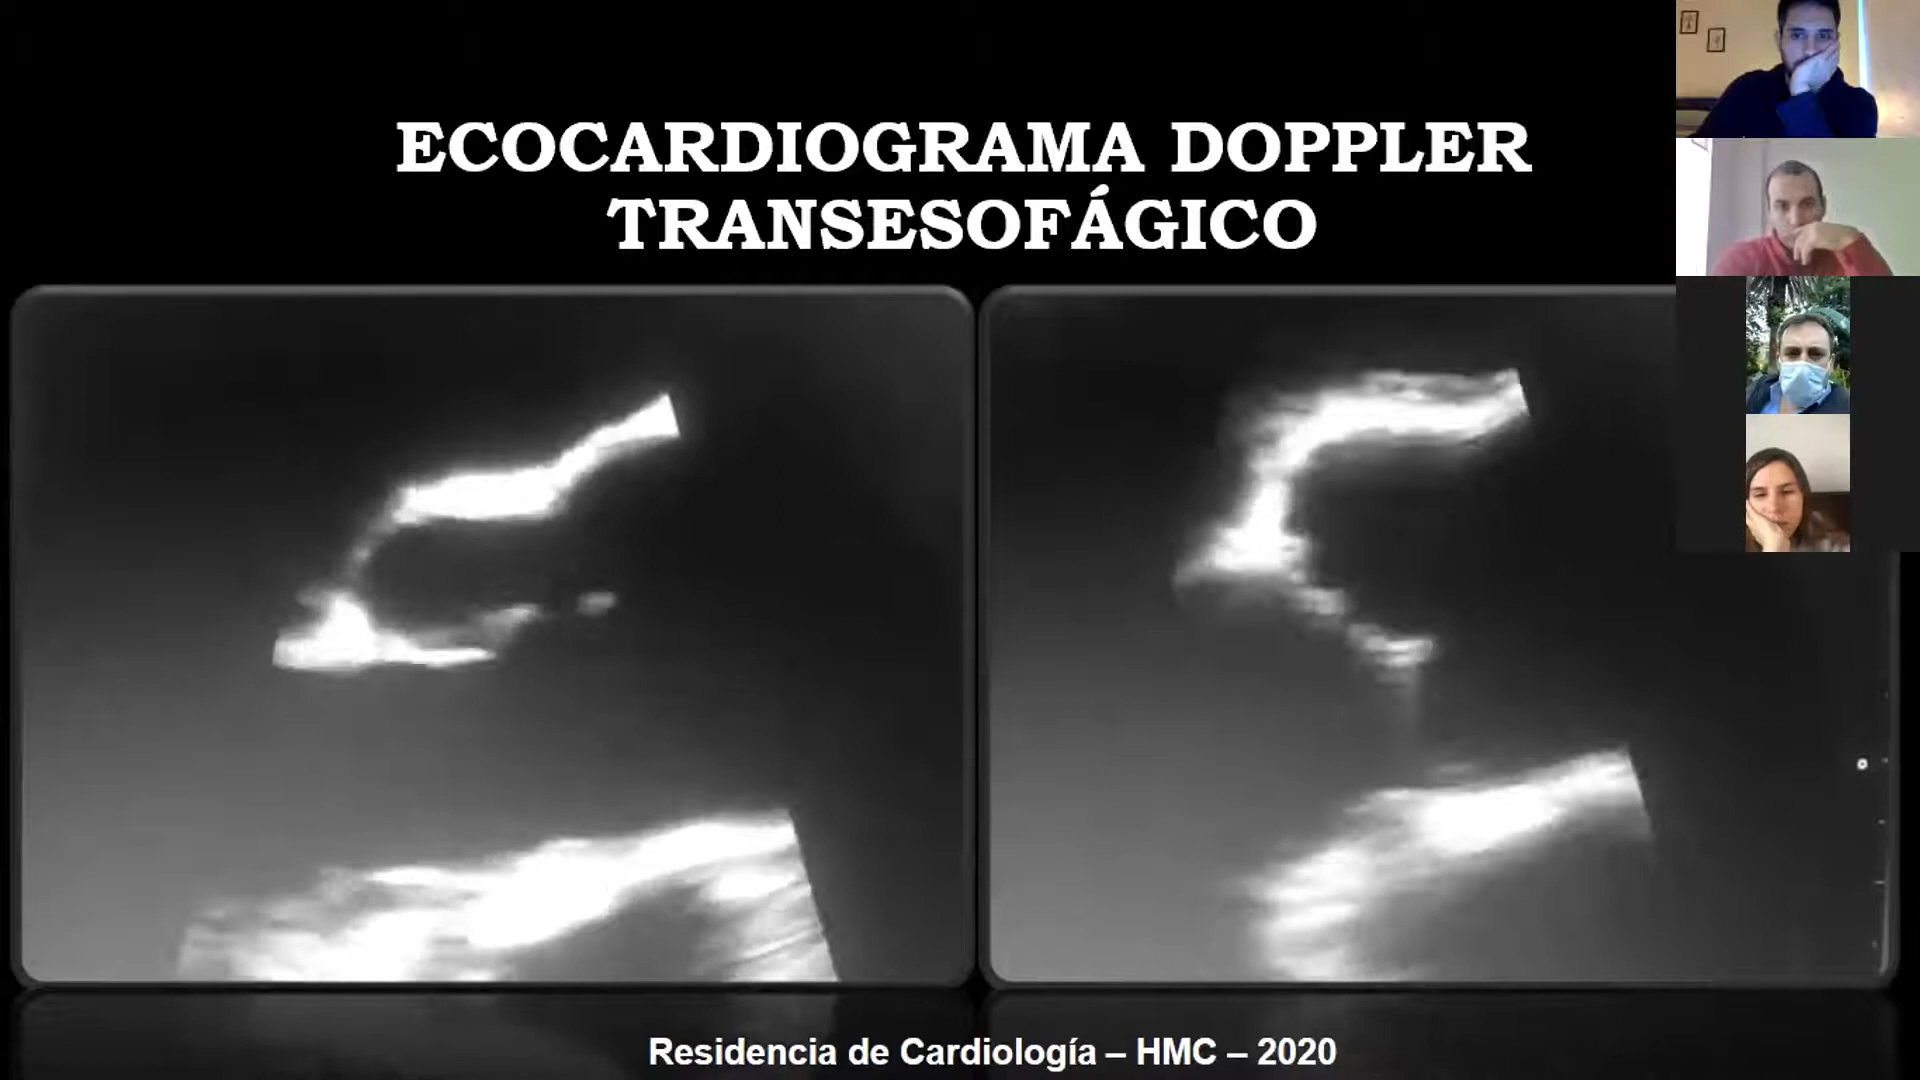 ECOCARDIOGRAMA DOPPLER
TRANSESOFÁGICO
Residencia de Cardiología – HMC – 2020